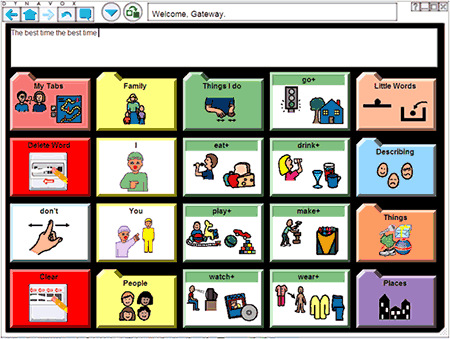 DYNAVOX
Welcome, Gateway.
The best time the best time
My Tabs
Family
Things I do
go+
Little Words
Delete Word
I
eat+
drink+
Describing
don't
You
play+
make+
Things
Clear
People
watch+
wear+
Places